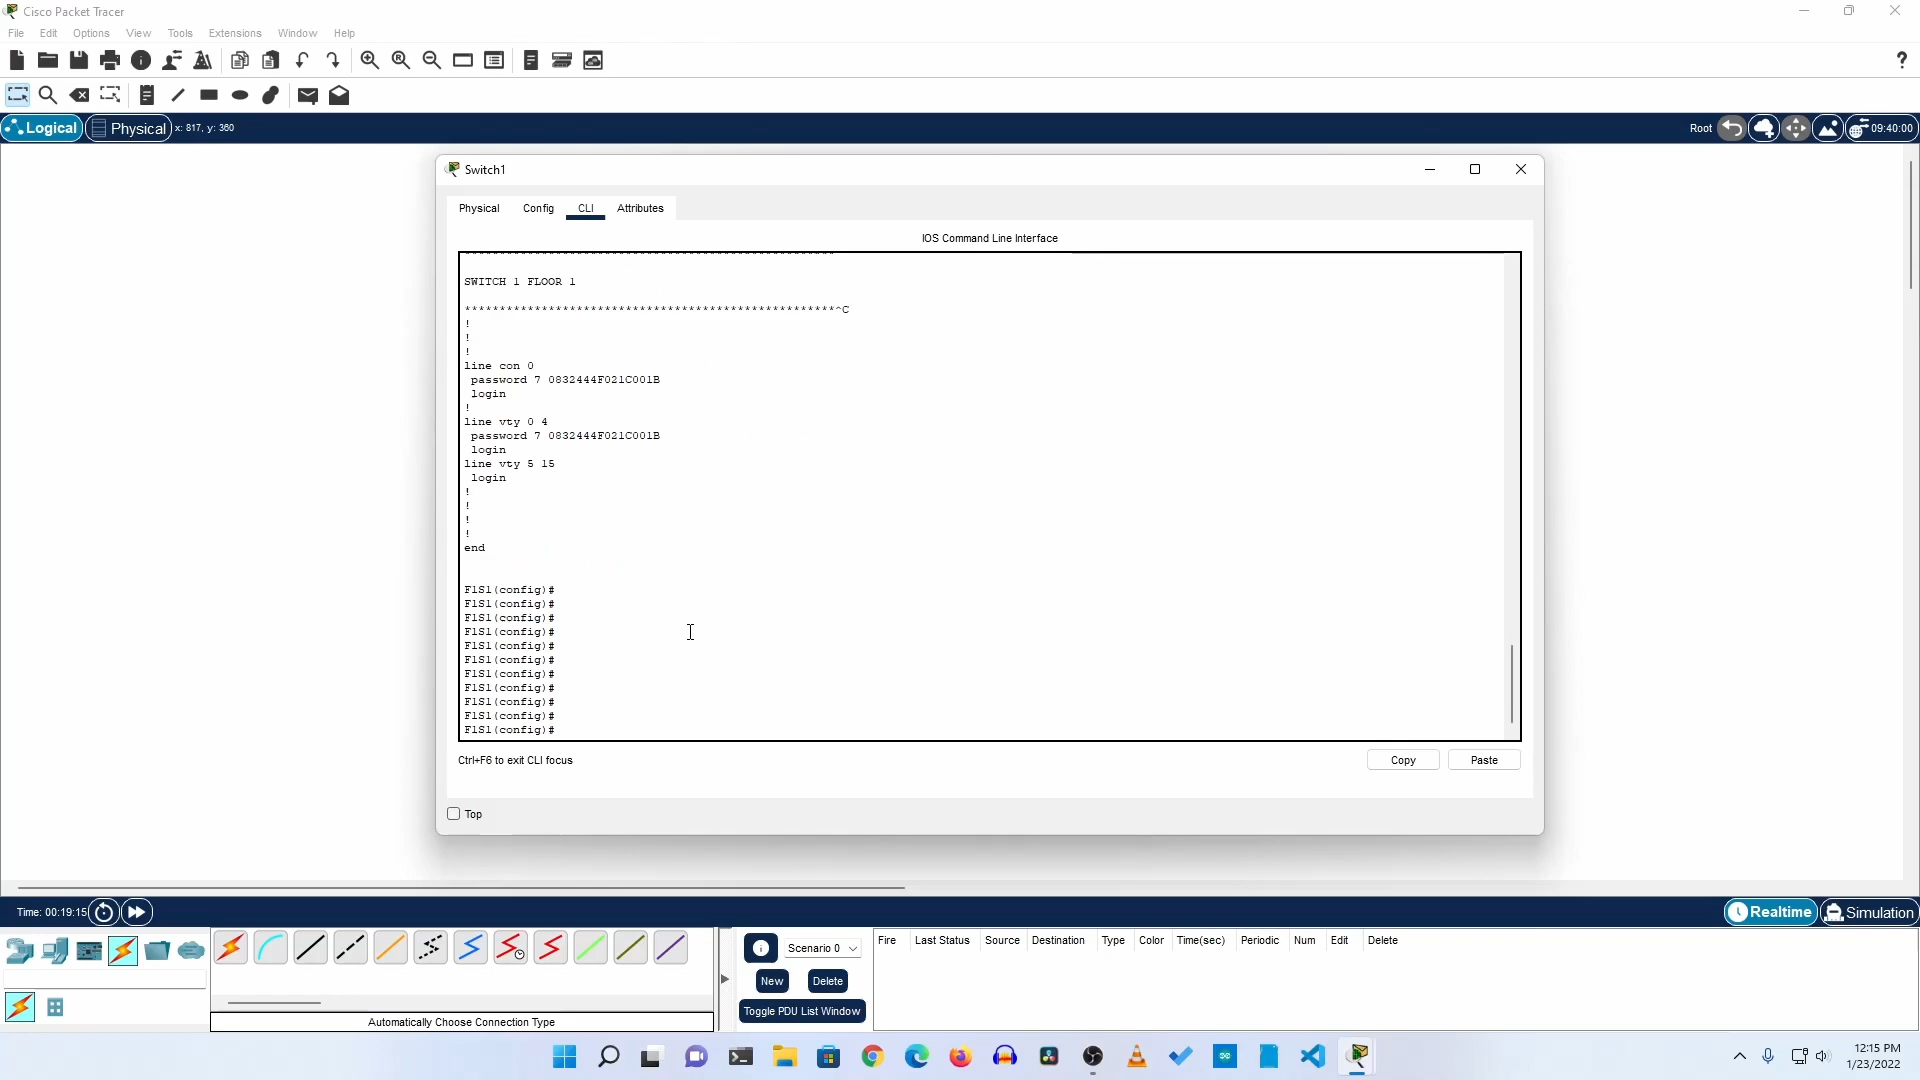 Cisco Packet Tracer
File Edit Options View Tools Extensions Window Help
?
Logical Physical x: 817, y: 360 Root 09:40:00
Switch1
Physical Config CLI Attributes
IOS Command Line Interface
SWITCH 1 FLOOR 1
*****************************************************^C
!
!
!
line con 0
password 7 0832444F021C001B
login
!
line vty 0 4
password 7 0832444F021C001B
login
line vty 5 15
login
!
!
!
!
end
F1S1(config)#
F1S1(config)#
F1S1(config)#
F1S1(config)#
F1S1(config)#
F1S1(config)#
F1S1(config)#
F1S1(config)#
F1S1(config)#
F1S1(config)#
F1S1(config)#
Ctrl+F6 to exit CLI focus Copy Paste
Top
Time: 00:19:15 Realtime Simulation
Scenario 0 Fire Last Status Source Destination Type Color Time(sec) Periodic Num Edit Delete
New Delete
Toggle PDU List Window
Automatically Choose Connection Type
12:15 PM
1/23/2022